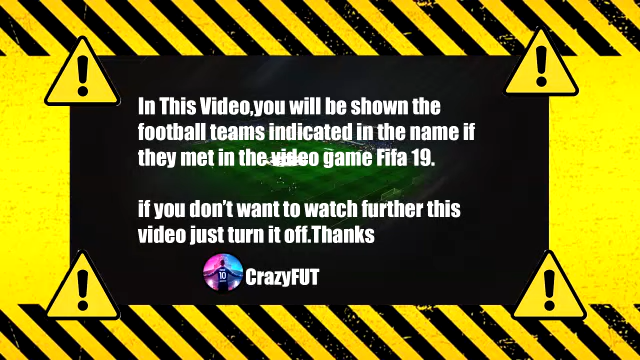 In This Video,you will be shown the
football teams indicated in the name if
they met in the video game Fifa 19.
if you don't want to watch further this
video just turn it off.Thanks
10
CrazyFUT